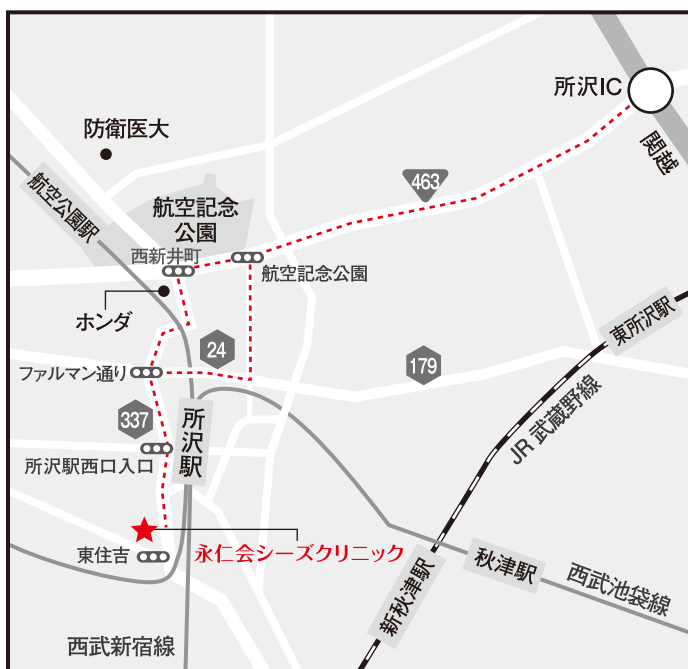 所沢IC
関越
防衛医大
463
航空公園駅
航空記念
公園
西新井町
航空記念公園
ホンダ
東所沢駅
24
179
ファルマン通り
JR 武蔵野線
337
所沢駅
所沢駅西口入口
永仁会シーズクリニック
東住吉
秋津駅
新秋津駅
西武池袋線
西武新宿線